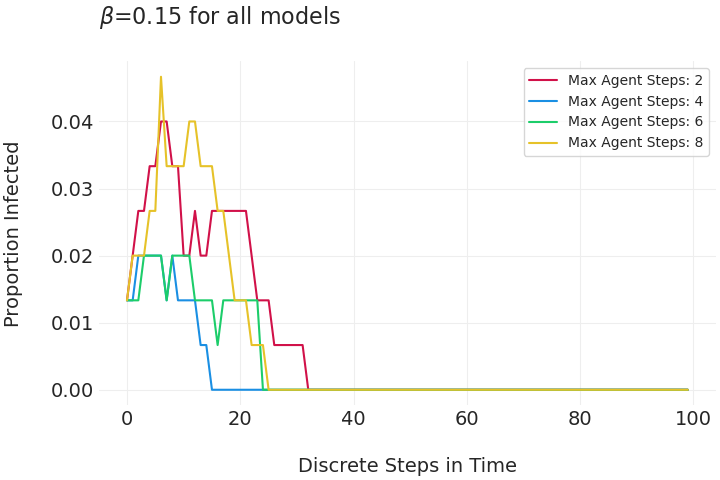 β=0.15 for all models
Max Agent Steps: 2
Max Agent Steps: 4
Max Agent Steps: 6
Max Agent Steps: 8
Proportion Infected
0.04
0.03
0.02
0.01
0.00
0 20 40 60 80 100
Discrete Steps in Time